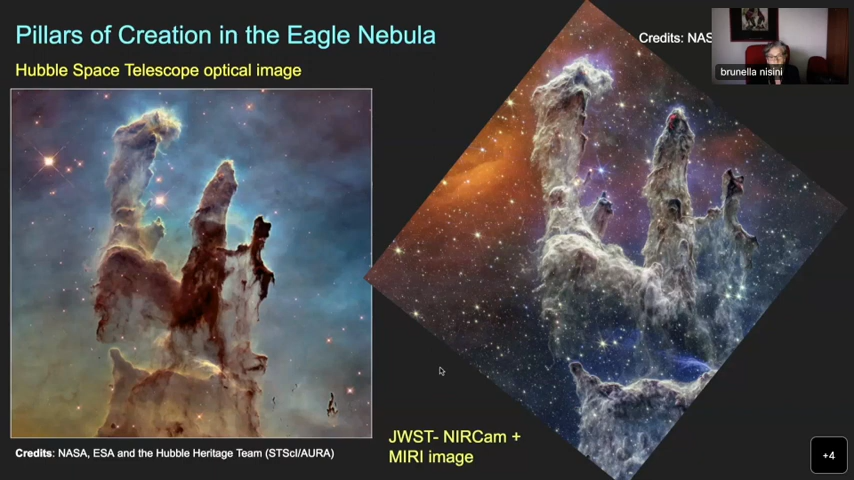 Pillars of Creation in the Eagle Nebula
Hubble Space Telescope optical image
Credits: NAS
brunella nisini
JWST- NIRCam +
MIRI image
Credits: NASA, ESA and the Hubble Heritage Team (STScI/AURA)
+4